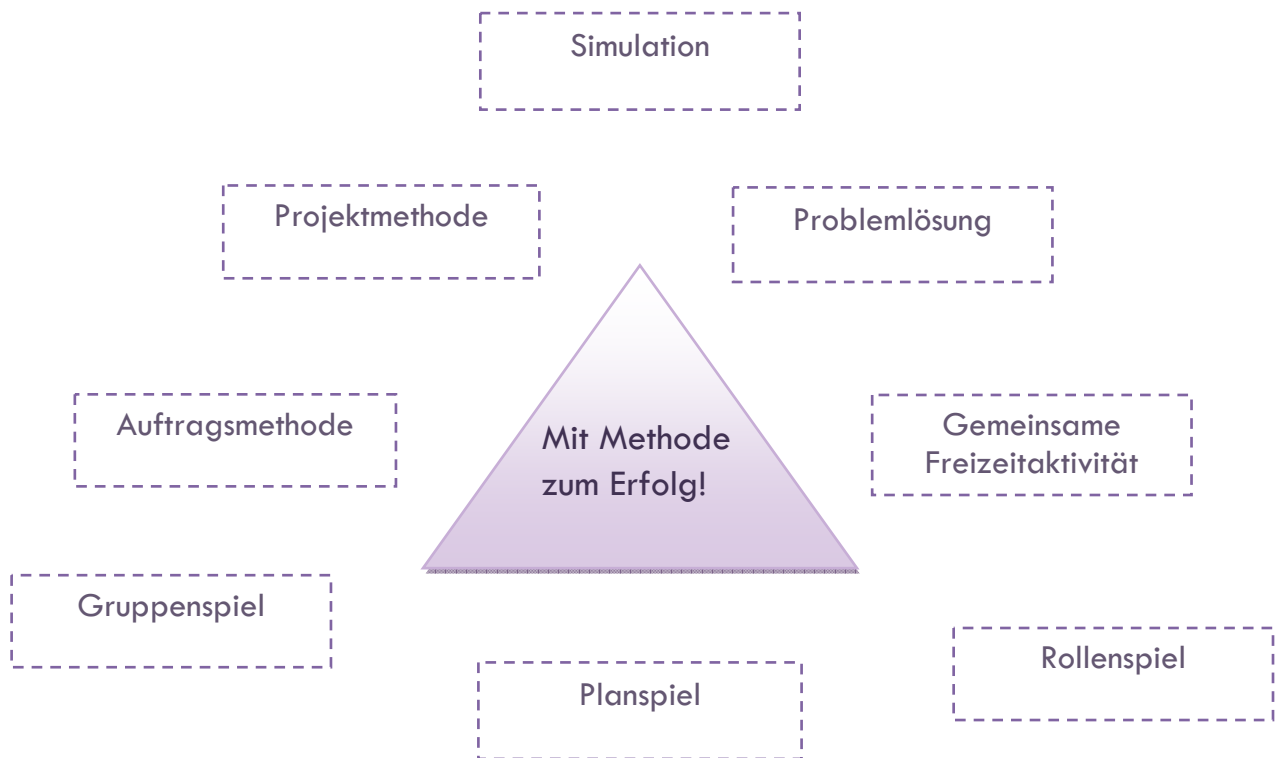 Simulation
Projektmethode
Problemlösung
Auftragsmethode
Gemeinsame
Freizeitaktivität
Mit Methode
zum Erfolg!
Gruppenspiel
Rollenspiel
Planspiel